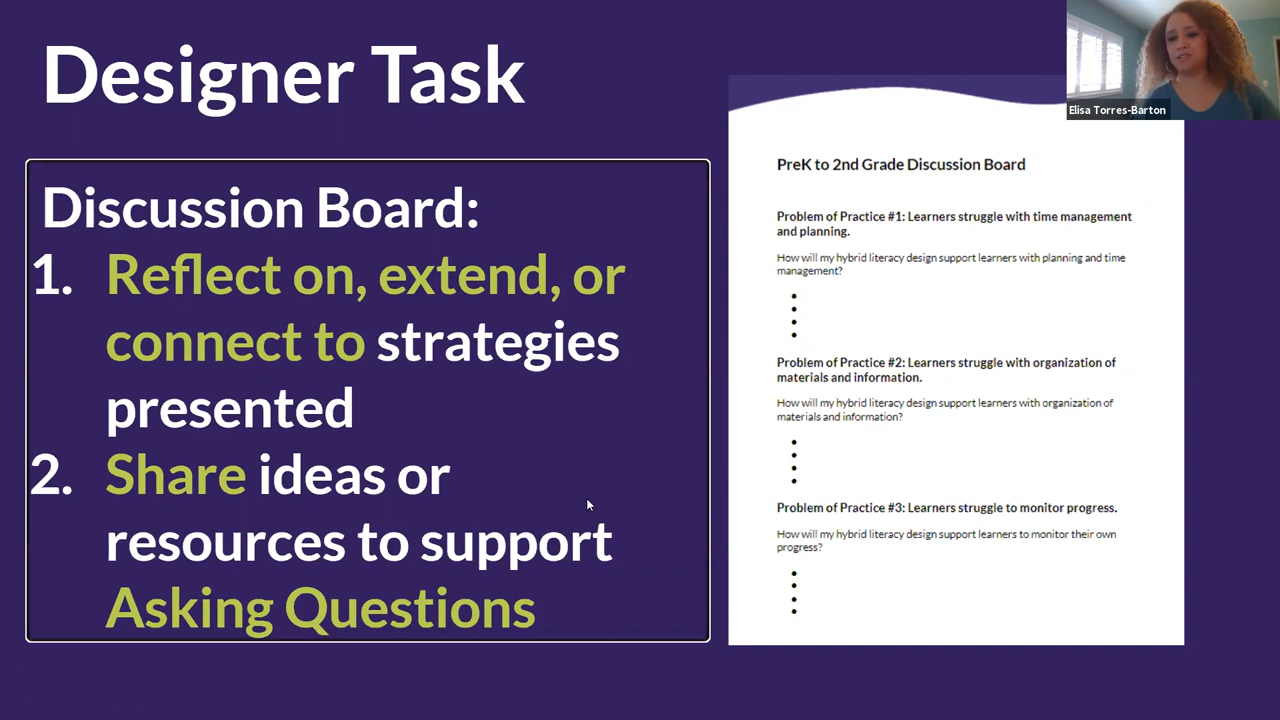 Designer Task
Discussion Board:
1. Reflect on, extend, or
connect to strategies
presented
2. Share ideas or
resources to support
Asking Questions
Elisa Torres-Barton
PreK to 2nd Grade Discussion Board
Problem of Practice #1: Learners struggle with time management
and planning.
How will my hybrid literacy design support learners with planning and time
management?
Problem of Practice #2: Learners struggle with organization of
materials and information.
How will my hybrid literacy design support learners with organization of
materials and information?
Problem of Practice #3: Learners struggle to monitor progress.
How will my hybrid literacy design support learners to monitor their own
progress?